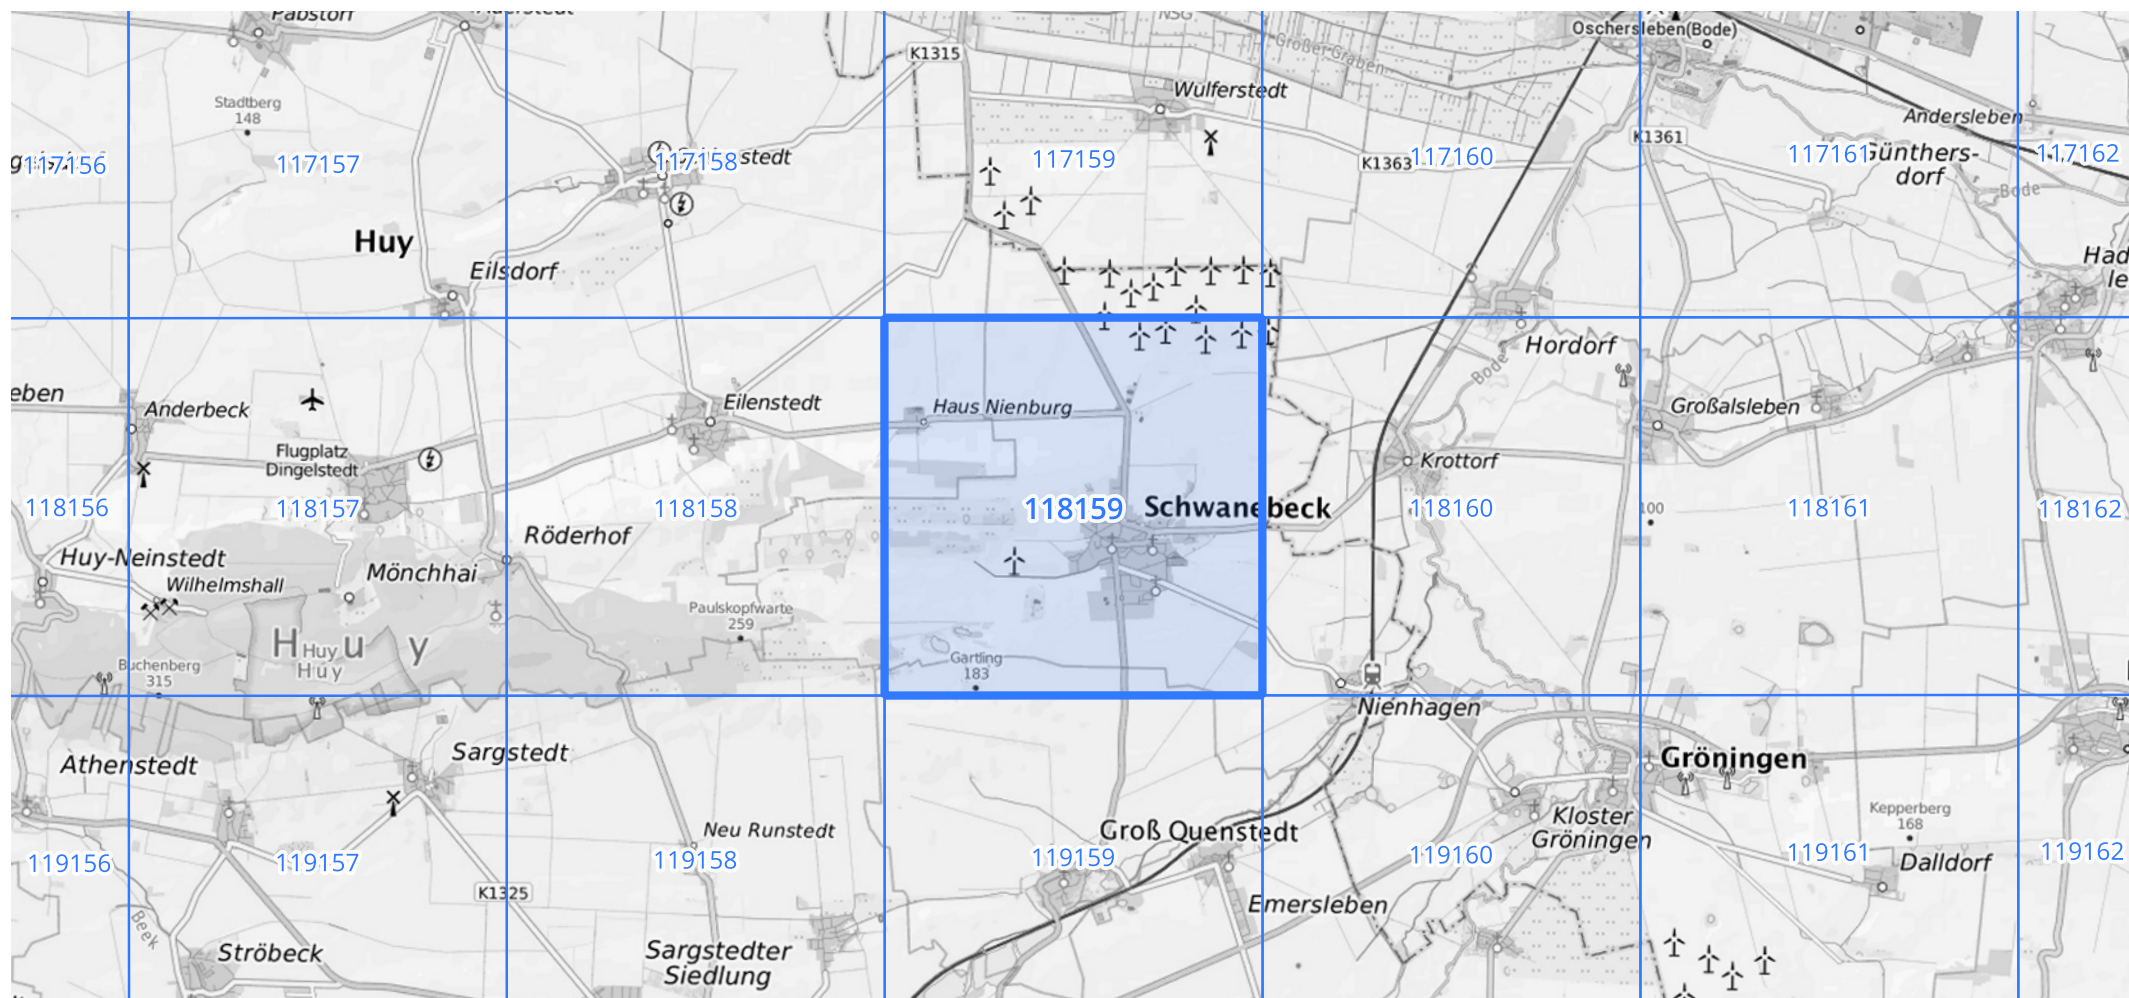 Pabstorf
NSG
Oschersleben(Bode)
K1315
Großer Graben
Wulferstedt
Stadtberg
148
Andersleben
K1361
K1363
117156
117157
117158
117159
117160
117161
117162
Günthers-
dorf
Bode
Huy
Eilsdorf
Hordorf
Bode
eben
Anderbeck
Eilenstedt
Haus Nienburg
Großalsleben
Flugplatz
Dingelstedt
Krottorf
118156
118157
118158
118159
Schwanebeck
118160
100
118161
118162
Röderhof
Huy-Neinstedt
Mönchhai
Wilhelmshall
Paulskopfwarte
259
Huy
Huy
Huy
Buchenberg
315
Gartling
183
Nienhagen
Athenstedt
Sargstedt
Gröningen
Neu Runstedt
Groß Quenstedt
Kloster
Gröningen
Kepperberg
168
119156
119157
119158
119159
119160
119161
119162
Dalldorf
K1325
Emersleben
Beek
Ströbeck
Sargstedter
Siedlung